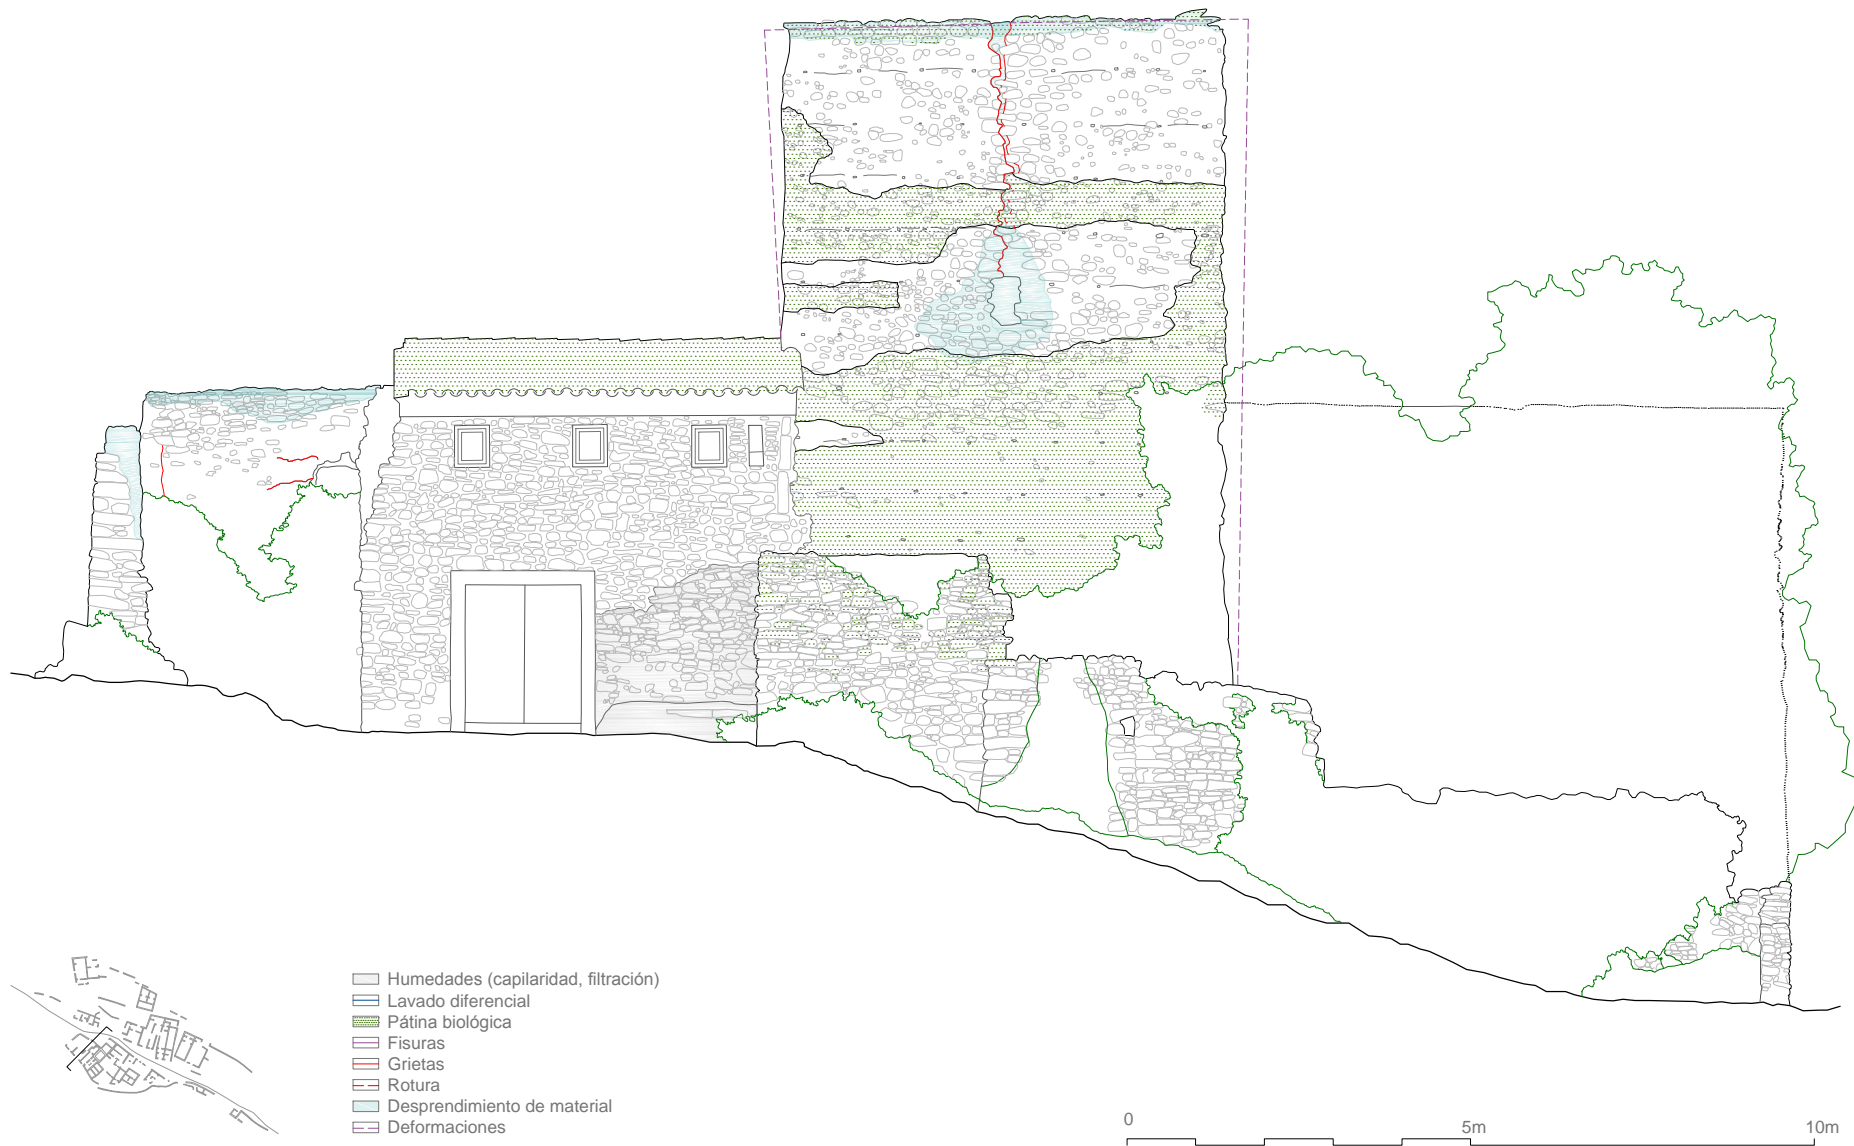 Humedades (capilaridad, filtración)
Lavado diferencial
Pátina biológica
Fisuras
Grietas
Rotura
Desprendimiento de material
Deformaciones
0 5m 10m